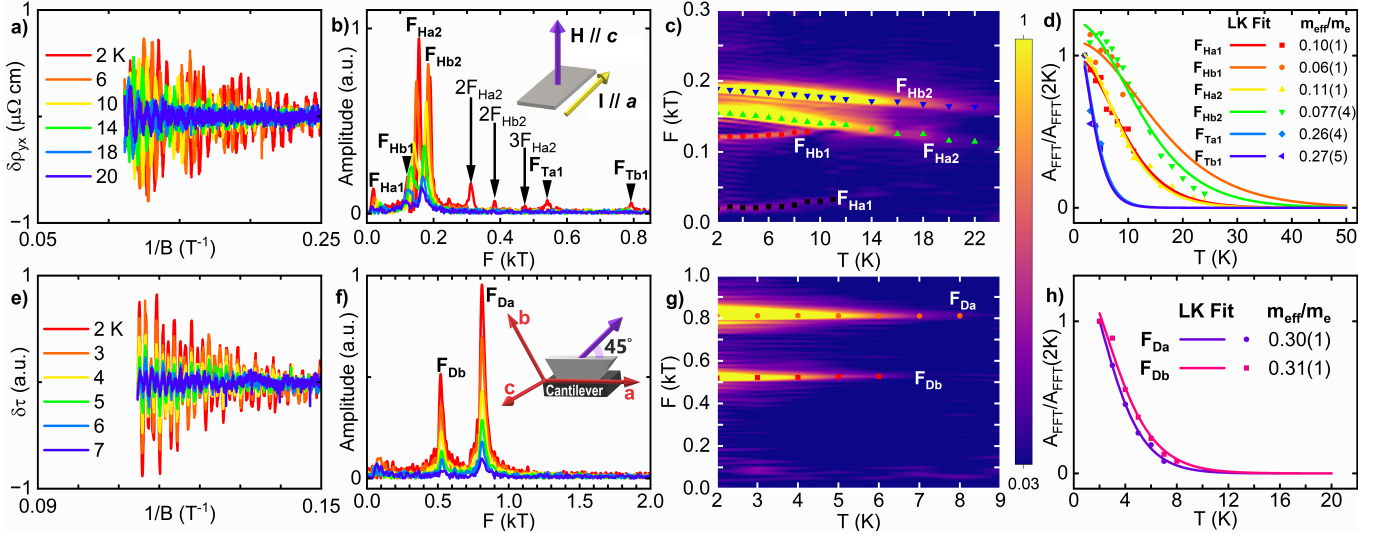 a)
δρyx (μΩ cm)
1
−1
2 K
6
10
14
18
20
0.05
0.25
1/B (T-1)
b)
Amplitude (a.u.)
1
0
FHa1
FHb1
FHa2
FHb2
2FHa2
2FHb2
3FHa2
FTa1
FTb1
H // c
I // a
0.0 0.2 0.4 0.6 0.8
F (kT)
c)
F (kT)
0.3
0.2
0.1
0.0
FHb2
FHb1
FHa2
FHa1
2 4 6 8 10 14 18 22
T (K)
1
0.03
d)
AFFT/AFFT(2K)
1
0
LK Fit meff/me
FHa1 0.10(1)
FHb1 0.06(1)
FHa2 0.11(1)
FHb2 0.077(4)
FTa1 0.26(4)
FTb1 0.27(5)
0 10 20 30 40 50
T (K)
e)
δτ (a.u.)
1
−1
2 K
3
4
5
6
7
0.09
0.15
1/B (T-1)
f)
Amplitude (a.u.)
1
0
FDa
FDb
b
c
a
45°
Cantilever
0.0 0.5 1.0 1.5 2.0
F (kT)
g)
F (kT)
1.0
0.8
0.6
0.4
0.2
0.0
FDa
FDb
2 3 4 5 6 7 8 9
T (K)
h)
AFFT/AFFT(2K)
1
0
LK Fit meff/me
FDa 0.30(1)
FDb 0.31(1)
0 4 8 12 16 20
T (K)